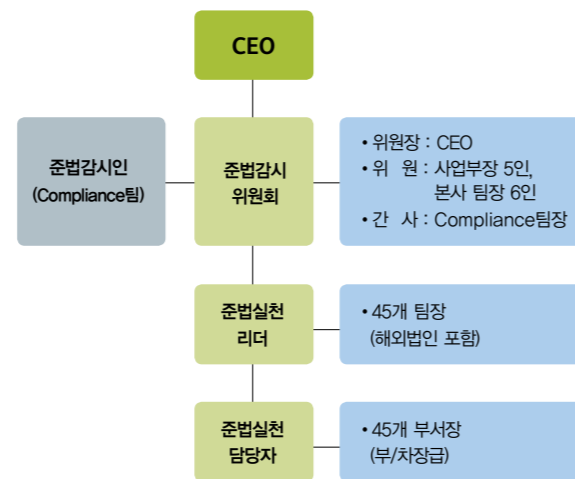 CEO
준법감시인
(Compliance팀)
준법감시
위원회
• 위원장 : CEO
• 위 원 : 사업부장 5인,
본사 팀장 6인
• 간 사 : Compliance팀장
준법실천
리더
• 45개 팀장
(해외법인 포함)
준법실천
담당자
• 45개 부서장
(부/차장급)